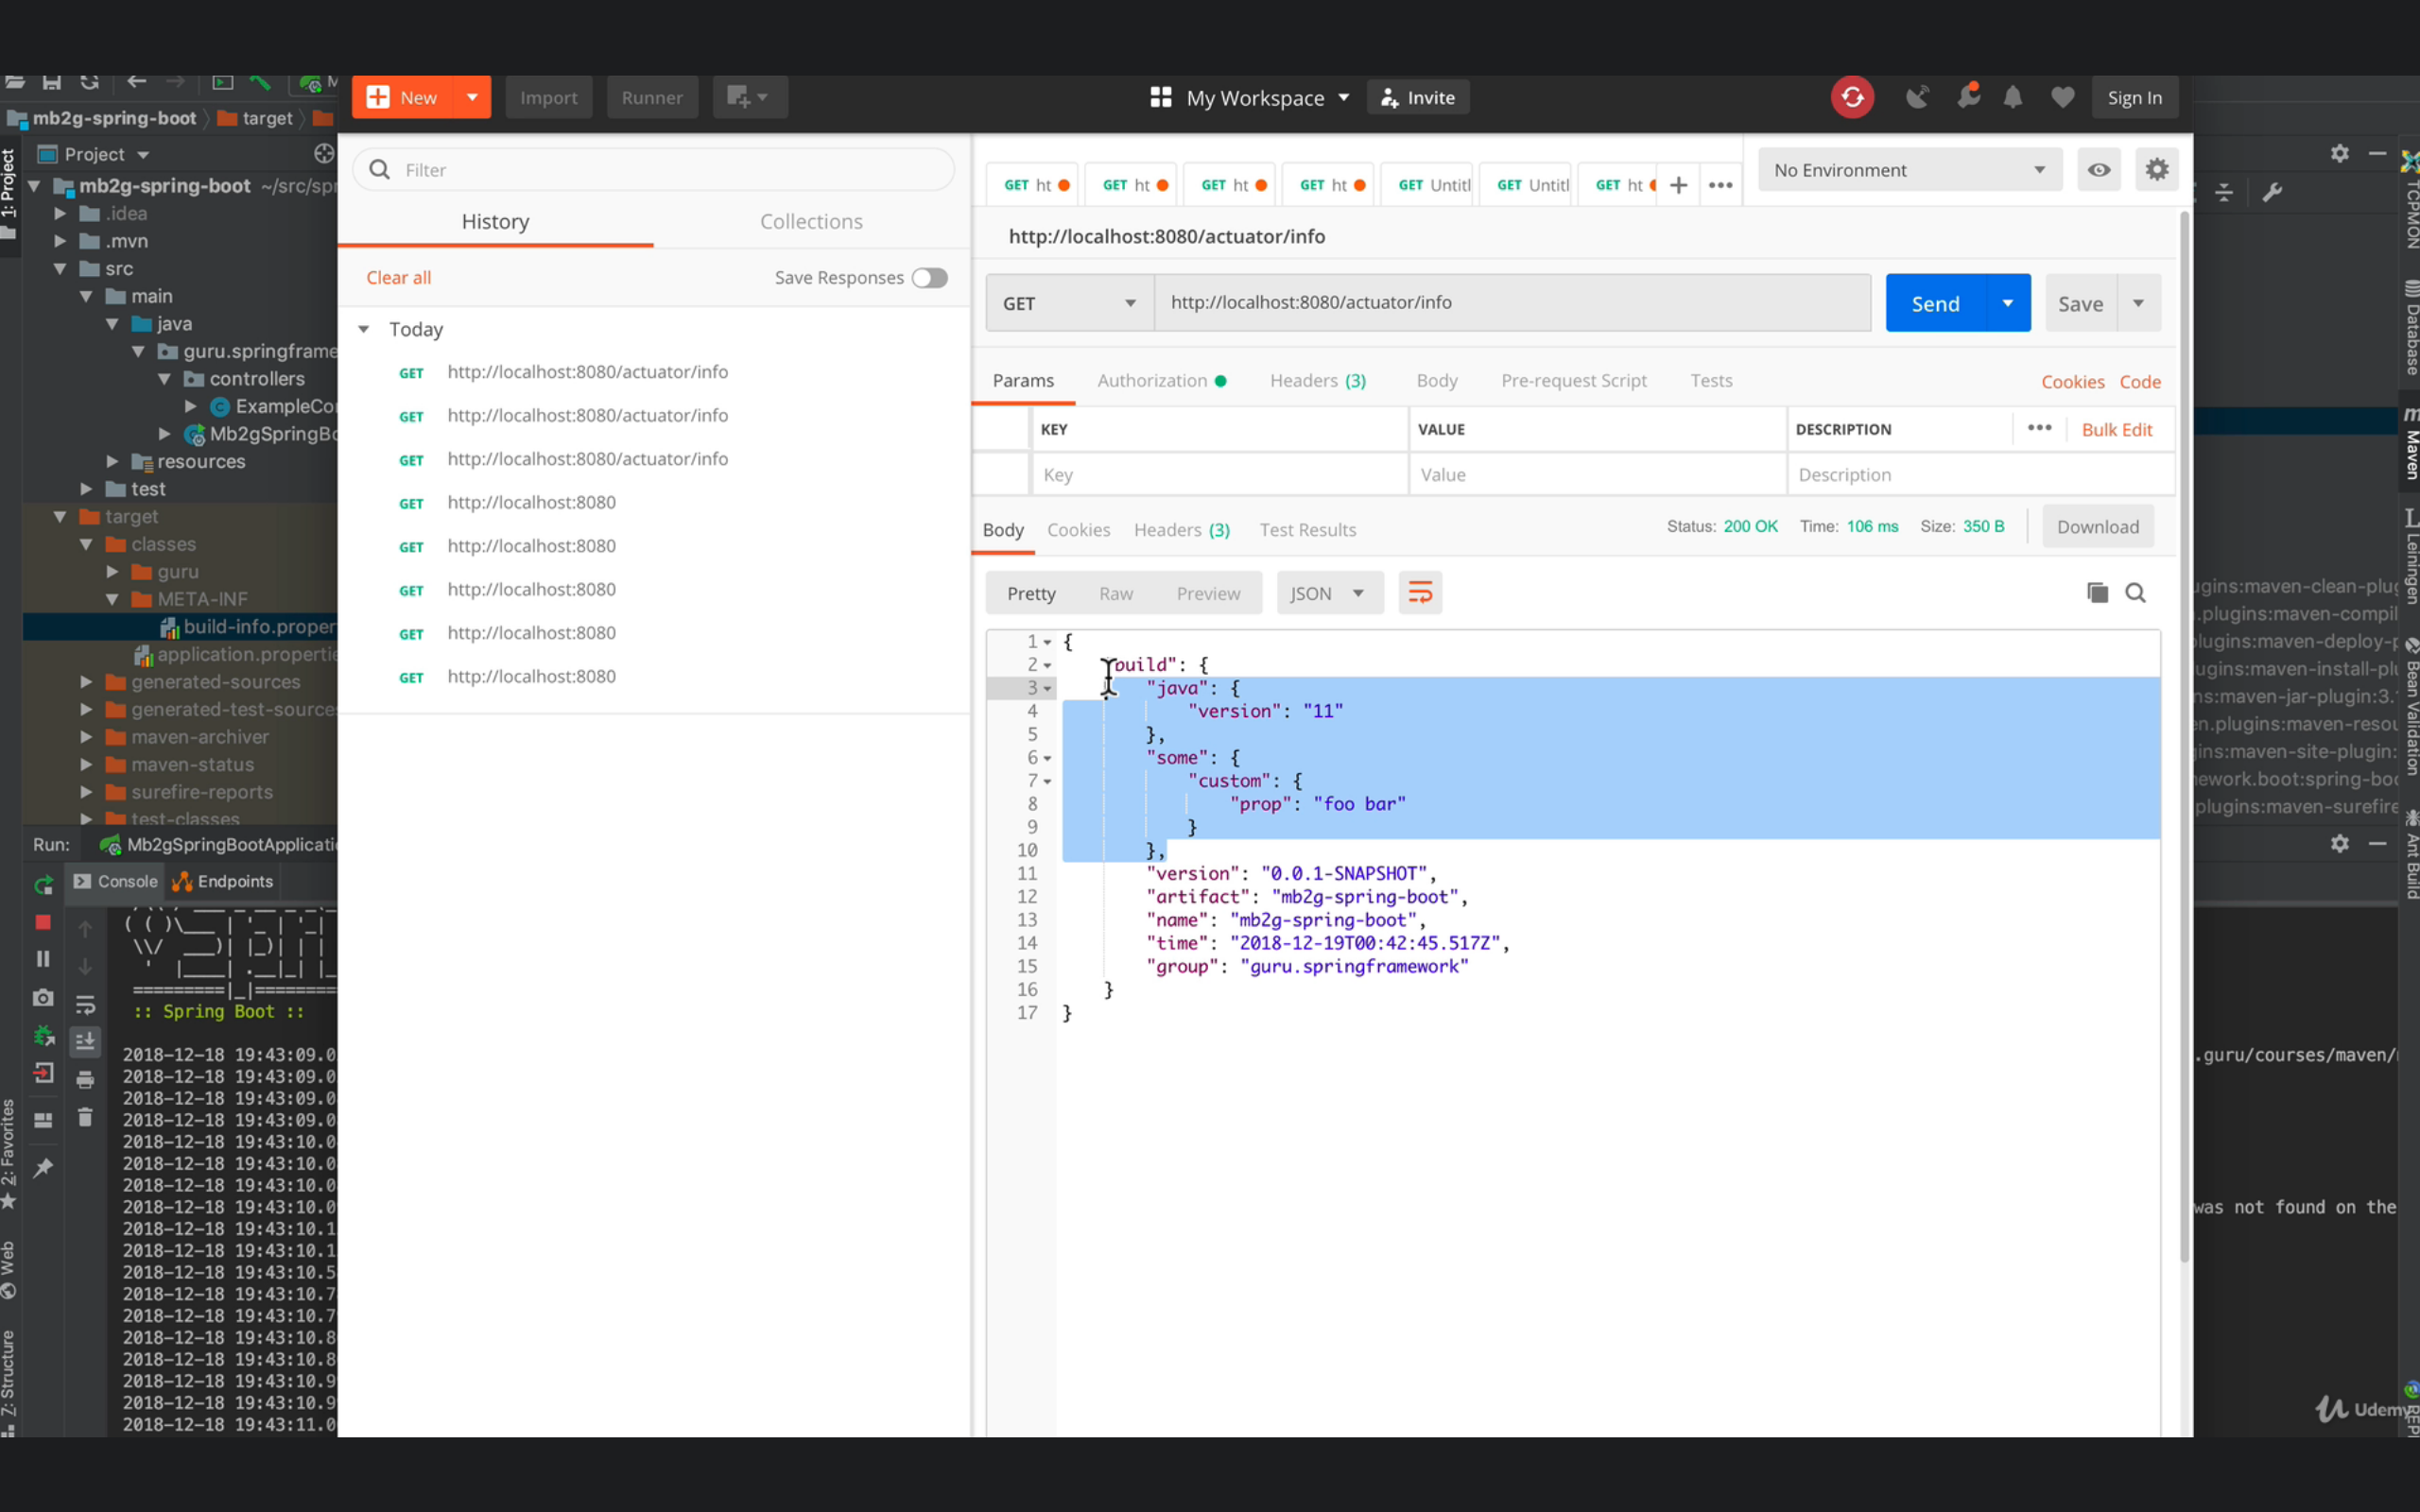 New
Import
Runner
My Workspace
Invite
Sign In
mb2g-spring-boot
target
Project
1: Project
mb2g-spring-boot ~/src/spr
.idea
.mvn
src
main
java
guru.springframe
controllers
ExampleCo
Mb2gSpringBo
resources
test
target
classes
guru
META-INF
build-info.proper
application.propertie
generated-sources
generated-test-source
maven-archiver
maven-status
surefire-reports
test-classes
Filter
History
Collections
Clear all
Save Responses
Today
GET http://localhost:8080/actuator/info
GET http://localhost:8080/actuator/info
GET http://localhost:8080/actuator/info
GET http://localhost:8080
GET http://localhost:8080
GET http://localhost:8080
GET http://localhost:8080
GET http://localhost:8080
GET ht
GET ht
GET ht
GET ht
GET Untitl
GET Untitl
GET ht
No Environment
http://localhost:8080/actuator/info
GET
http://localhost:8080/actuator/info
Send
Save
Params
Authorization
Headers (3)
Body
Pre-request Script
Tests
Cookies
Code
KEY
VALUE
DESCRIPTION
Bulk Edit
Key
Value
Description
Body
Cookies
Headers (3)
Test Results
Status: 200 OK
Time: 106 ms
Size: 350 B
Download
Pretty
Raw
Preview
JSON
1 {
2 build": {
3 "java": {
4 "version": "11"
5 },
6 "some": {
7 "custom": {
8 "prop": "foo bar"
9 }
10 },
11 "version": "0.0.1-SNAPSHOT",
12 "artifact": "mb2g-spring-boot",
13 "name": "mb2g-spring-boot",
14 "time": "2018-12-19T00:42:45.517Z",
15 "group": "guru.springframework"
16 }
17 }
Run:
Mb2gSpringBootApplicati
Console
Endpoints
:: Spring Boot ::
2018-12-18 19:43:09.0
2018-12-18 19:43:09.0
2018-12-18 19:43:09.0
2018-12-18 19:43:09.0
2018-12-18 19:43:10.0
2018-12-18 19:43:10.0
2018-12-18 19:43:10.0
2018-12-18 19:43:10.0
2018-12-18 19:43:10.1
2018-12-18 19:43:10.1
2018-12-18 19:43:10.5
2018-12-18 19:43:10.7
2018-12-18 19:43:10.7
2018-12-18 19:43:10.8
2018-12-18 19:43:10.8
2018-12-18 19:43:10.9
2018-12-18 19:43:10.9
2018-12-18 19:43:11.0
2: Favorites
Web
Z: Structure
ugins:maven-clean-plug
.plugins:maven-compil
lugins:maven-deploy-p
ugins:maven-install-plu
ns:maven-jar-plugin:3.
en.plugins:maven-resou
ins:maven-site-plugin:
ework.boot:spring-boo
plugins:maven-surefire
.guru/courses/maven/
was not found on the
TCPMON
Database
Maven
Leiningen
Bean Validation
Ant Build
Udemy